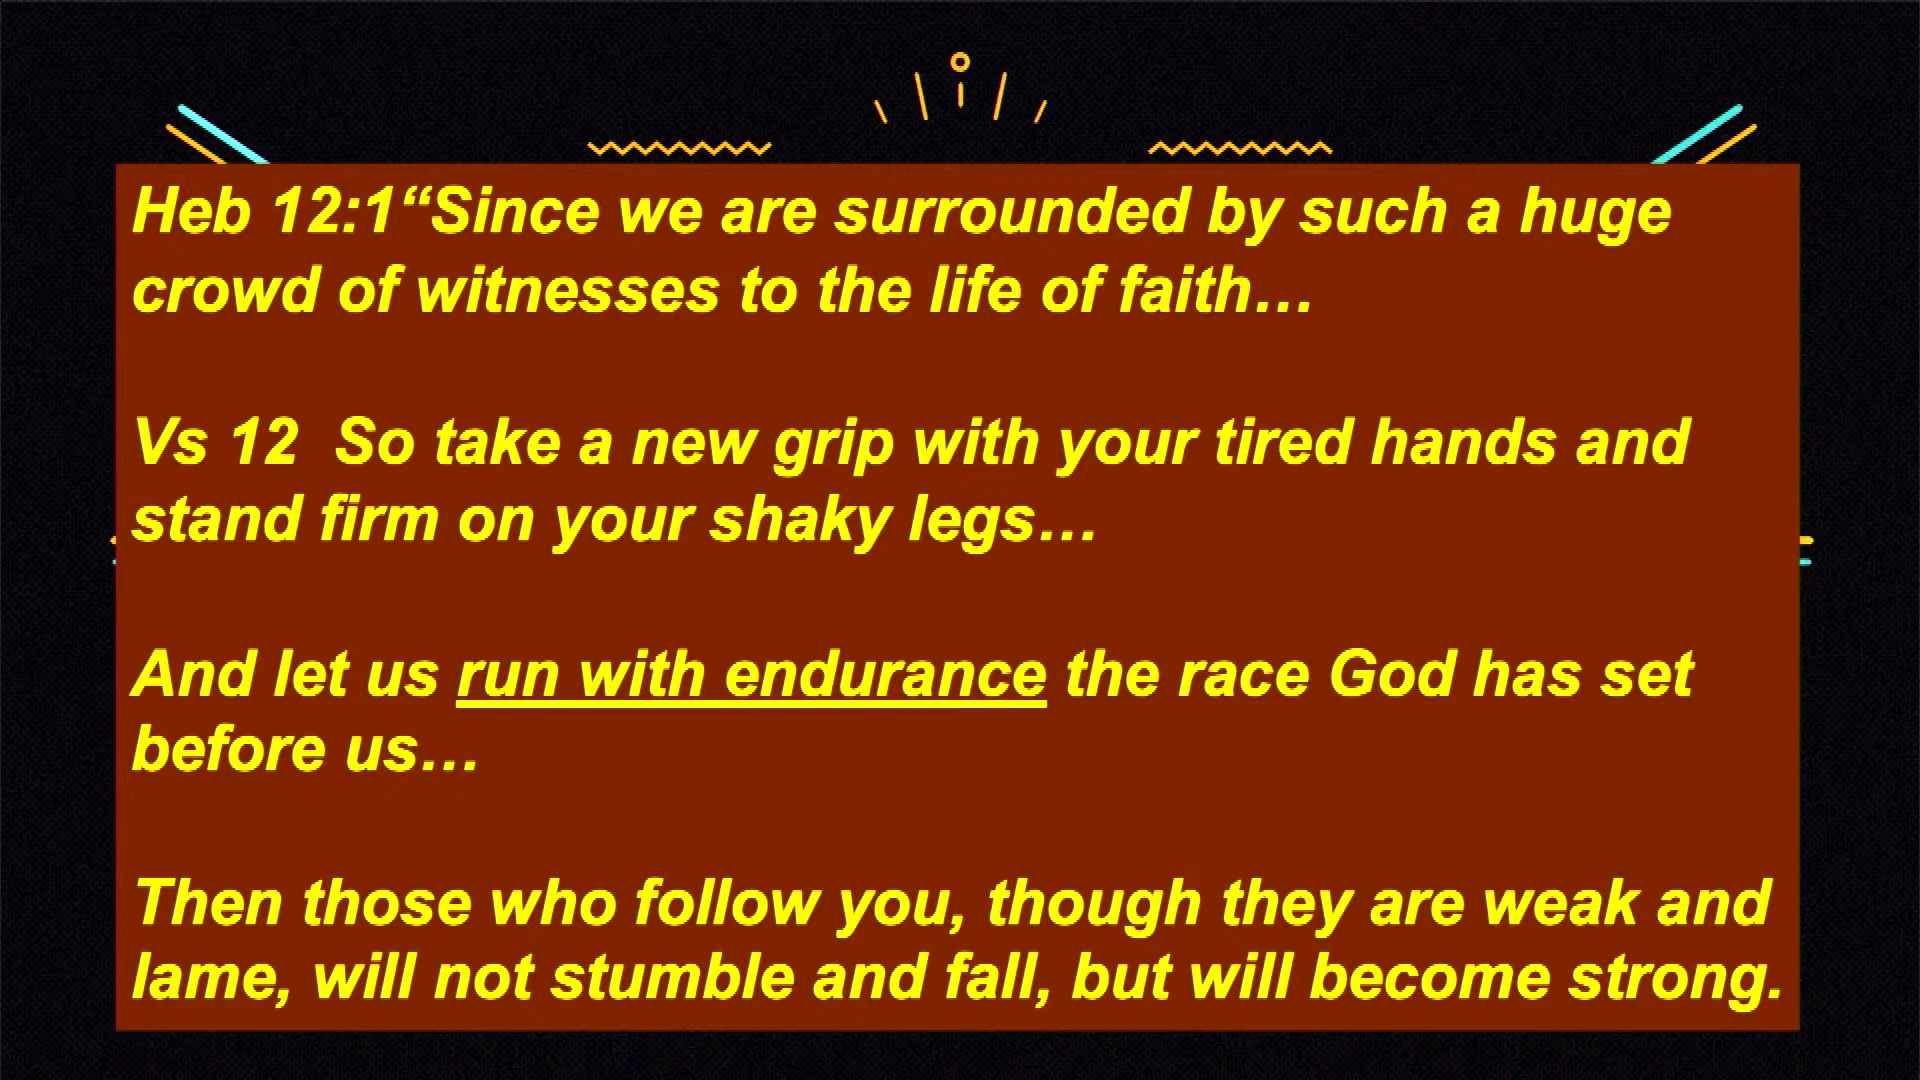 Heb 12:1“Since we are surrounded by such a huge
crowd of witnesses to the life of faith…
Vs 12  So take a new grip with your tired hands and
stand firm on your shaky legs…
And let us run with endurance the race God has set
before us…
Then those who follow you, though they are weak and
lame, will not stumble and fall, but will become strong.